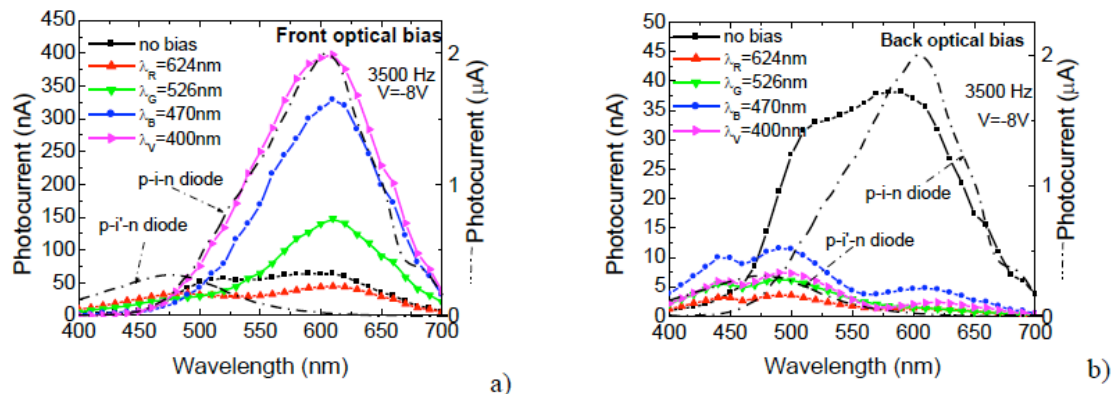 450
400
350
300
250
200
150
100
50
0
Photocurrent (nA)
Front optical bias
no bias
λR=624nm
λG=526nm
λB=470nm
λV=400nm
3500 Hz
V=-8V
p-i-n diode
p-i'-n diode
2
1
0
Photocurrent (μA)
400 450 500 550 600 650 700
Wavelength (nm)
a)
50
45
40
35
30
25
20
15
10
5
0
Photocurrent (nA)
Back optical bias
no bias
λR=624nm
λG=526nm
λB=470nm
λV=400nm
3500 Hz
V=-8V
p-i-n diode
p-i'-n diode
2
1
0
Photocurrent (μA)
400 450 500 550 600 650 700
Wavelength (nm)
b)